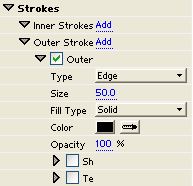 Strokes
Inner Strokes Add
Outer Stroke Add
Outer
Type Edge
Size 50.0
Fill Type Solid
Color
Opacity 100 %
Sh
Te